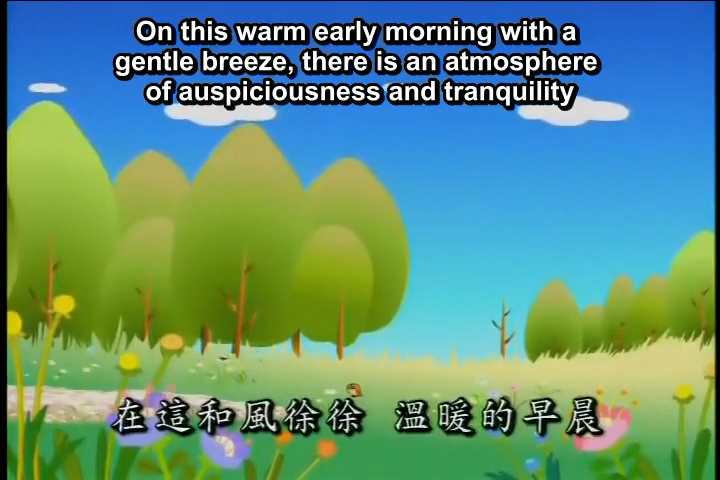 On this warm early morning with a
gentle breeze, there is an atmosphere
of auspiciousness and tranquility
在這和風徐徐 溫暖的早晨